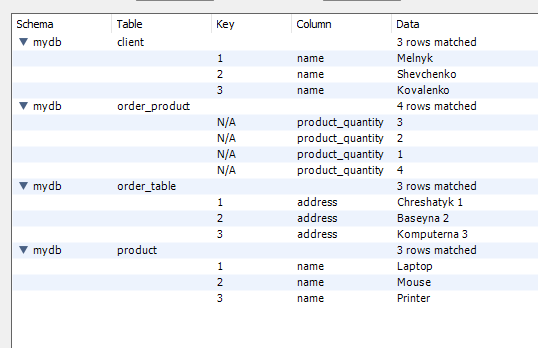 Schema Table Key Column Data
mydb client 3 rows matched
1 name Melnyk
2 name Shevchenko
3 name Kovalenko
mydb order_product 4 rows matched
N/A product_quantity 3
N/A product_quantity 2
N/A product_quantity 1
N/A product_quantity 4
mydb order_table 3 rows matched
1 address Chreshatyk 1
2 address Baseyna 2
3 address Komputerna 3
mydb product 3 rows matched
1 name Laptop
2 name Mouse
3 name Printer